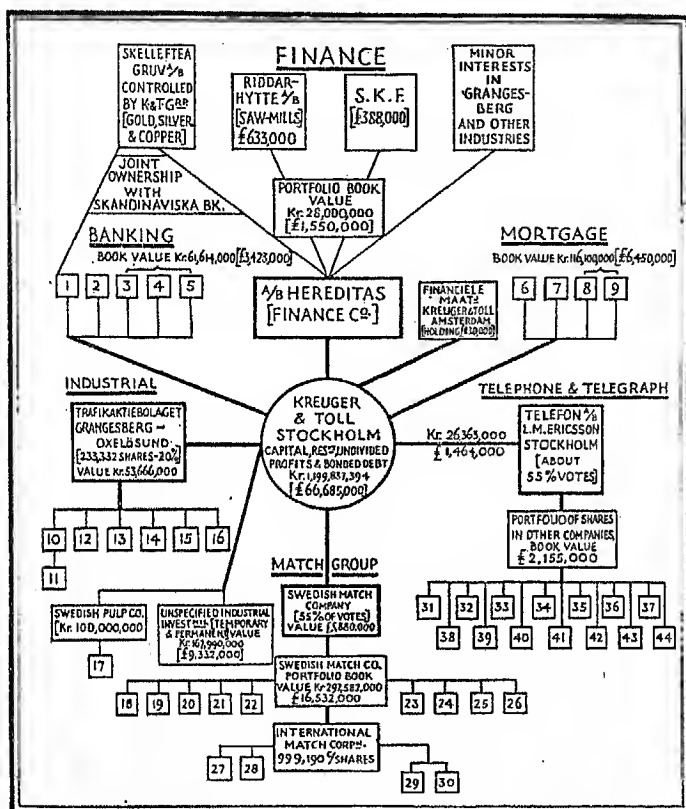 FINANCE
SKELLEFTEA
GRUV A/B
CONTROLLED
BY K&T GRP
[GOLD, SILVER
& COPPER]
RIDDAR-
HYTTE A/B
[SAW-MILLS]
£633,000
S.K.F.
[£388,000]
MINOR
INTERESTS
IN
GRANGES-
BERG
AND OTHER
INDUSTRIES
JOINT
OWNERSHIP
WITH
SKANDINAVISKA BK.
PORTFOLIO BOOK
VALUE
Kr. 28,000,000
[£1,550,000]
BANKING
BOOK VALUE Kr. 61,614,000 [£3,423,000]
1 2 3 4 5
A/B HEREDITAS
[FINANCE Co.]
FINANCIELE
MAATS
KREUGER & TOLL
AMSTERDAM
MORTGAGE
BOOK VALUE Kr. 116,100,000 [£6,450,000]
6 7 8 9
INDUSTRIAL
TRAFIKAKTIEBOLAGET
GRANGESBERG —
OXELÖSUND
[233,332 SHARES-20%]
VALUE Kr. 53,666,000
10 12 13 14 15 16
11
KREUGER
& TOLL
STOCKHOLM
CAPITAL, RES. UNDIVIDED
PROFITS & BONDED DEBT
Kr. 1,199,837,394
[£66,685,000]
TELEPHONE & TELEGRAPH
Kr. 26,363,000
£1,464,000
TELEFON A/B
L.M. ERICSSON
STOCKHOLM
[ABOUT
55% VOTES]
PORTFOLIO OF SHARES
IN OTHER COMPANIES,
BOOK VALUE
£2,155,000
31 32 33 34 35 36 37
38 39 40 41 42 43 44
SWEDISH PULP CO.
[Kr. 100,000,000
17
UNSPECIFIED INDUSTRIAL
INVESTMTS [TEMPORARY
& PERMANENT] VALUE
Kr. 167,990,000
[£9,332,000]
MATCH GROUP
SWEDISH MATCH
COMPANY
[55% OF VOTES]
VALUE £5,880,000
SWEDISH MATCH CO.
PORTFOLIO BOOK
VALUE Kr 297,582,000
£16,532,000
18 19 20 21 22
23 24 25 26
INTERNATIONAL
MATCH CORPN.
999,190 C/SHARES
27 28
29 30